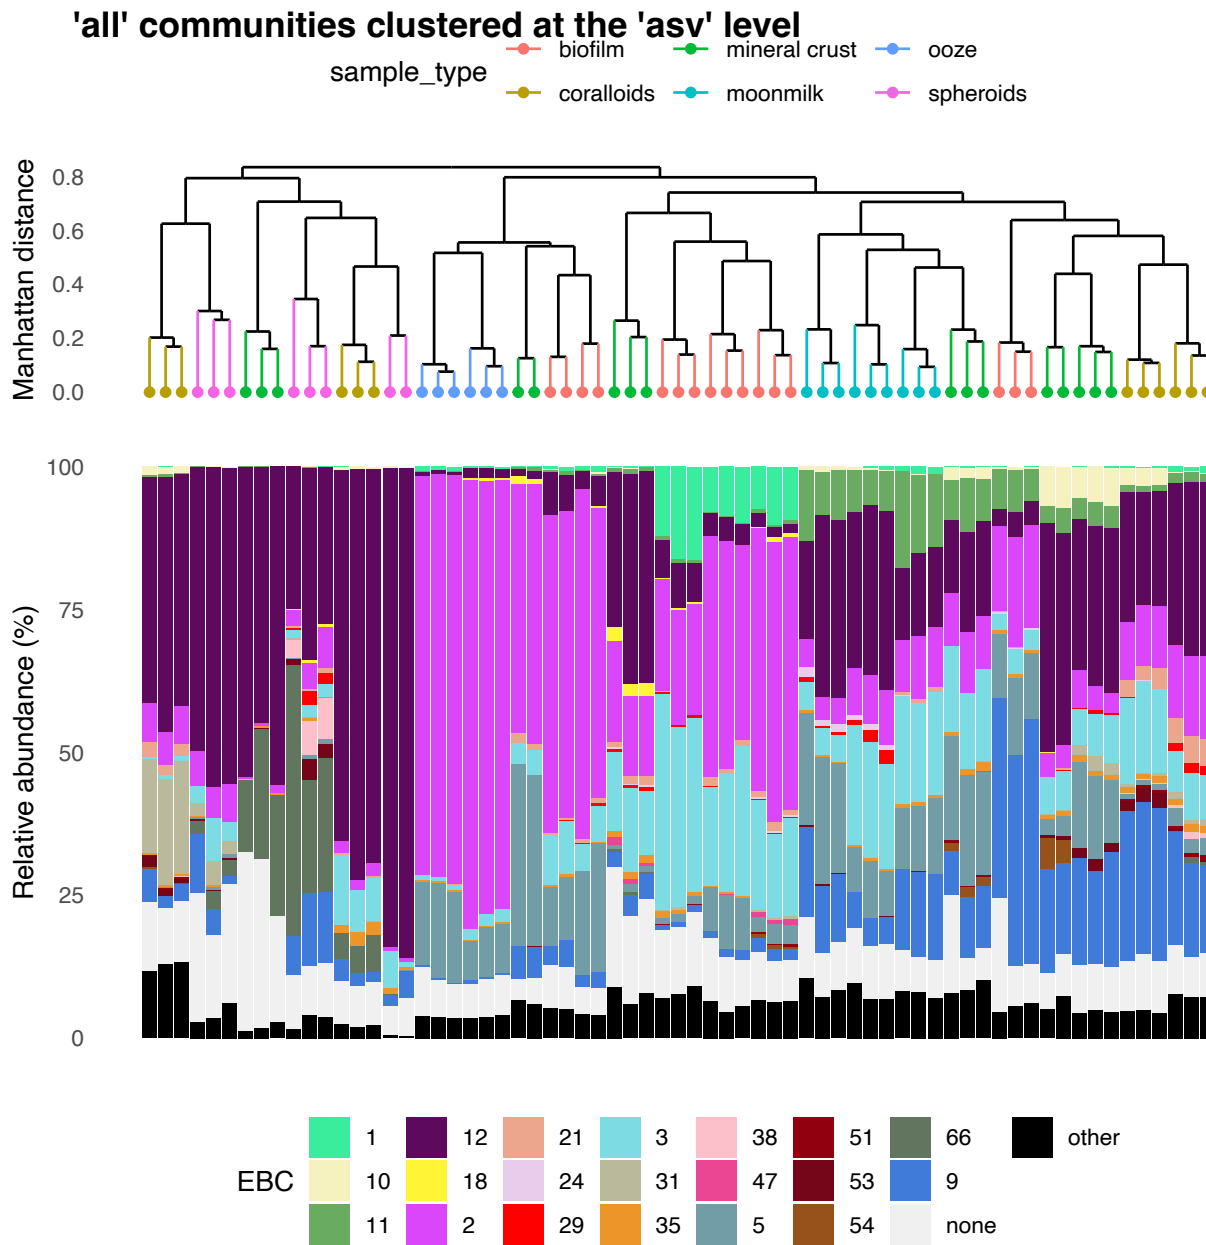 'all' communities clustered at the 'asv' level
sample_type
biofilm mineral crust ooze
coralloids moonmilk spheroids
Manhattan distance
0.8
0.6
0.4
0.2
0.0
Relative abundance (%)
100
75
50
25
0
EBC
1 12 21 3 38 51 66 other
10 18 24 31 47 53 9
11 2 29 35 5 54 none